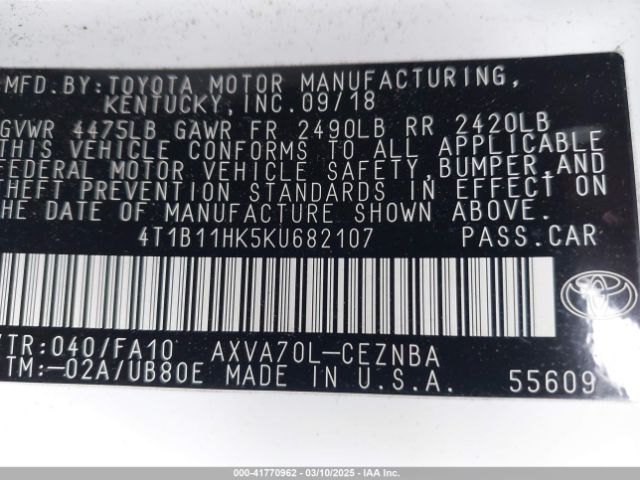 MFD. BY: TOYOTA MOTOR MANUFACTURING,
KENTUCKY, INC. 09/18
GVWR 4475LB GAWR FR 2490LB RR 2420LB
THIS VEHICLE CONFORMS TO ALL APPLICABLE
FEDERAL MOTOR VEHICLE SAFETY, BUMPER, AND
THEFT PREVENTION STANDARDS IN EFFECT ON
THE DATE OF MANUFACTURE SHOWN ABOVE.
4T1B11HK5KU682107 PASS.CAR
/TR: 040/FA10 AXVA70L-CEZNBA
TM:-02A/UB80E MADE IN U.S.A. 55609
000-41770962 - 03/10/2025 - IAAI.COM